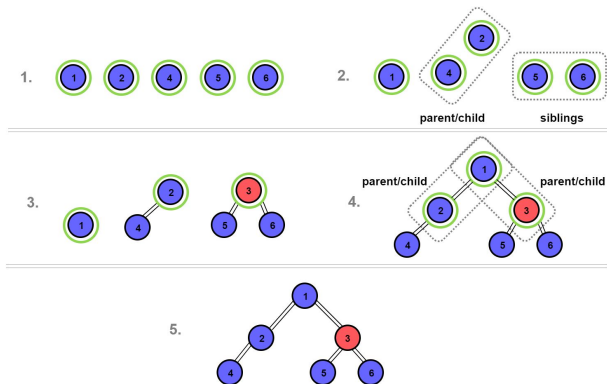 1.
1 2 4 5 6
2.
1 4 2 5 6
parent/child
siblings
3.
1 4 2 5 3 6
4.
parent/child
parent/child
1
2 3
4 5 6
5.
1
2 3
4 5 6